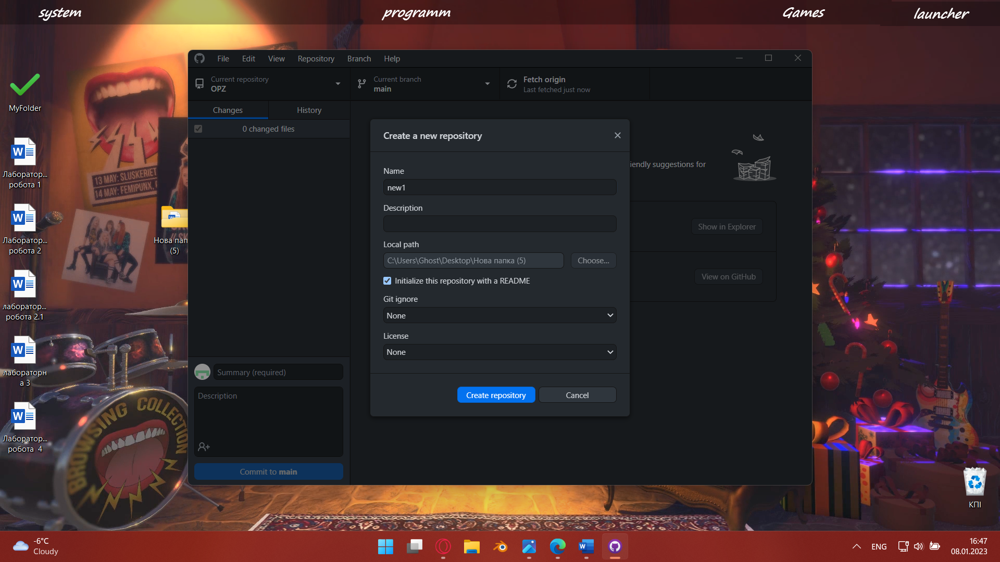 system
programm
Games
launcher
MyFolder
Лаборатор...
робота 1
Лаборатор...
робота 2
лаборатор...
робота 2.1
лабораторн
а 3
Лаборатор...
робота 4
13 MAY: SLUSKERIET
14 MAY: FEMIPUNX,
Нова пап
(5)
BROWSING COLLECTION
File Edit View Repository Branch Help
Current repository
OPZ
Current branch
main
Fetch origin
Last fetched just now
Changes
History
0 changed files
iendly suggestions for
Show in Explorer
View on GitHub
Create a new repository
Name
new1
Description
Local path
C:\Users\Ghost\Desktop\Нова папка (5)
Choose...
Initialize this repository with a README
Git ignore
None
License
None
Create repository
Cancel
Summary (required)
Description
Commit to main
КПІ
-6°C
Cloudy
ENG
16:47
08.01.2023